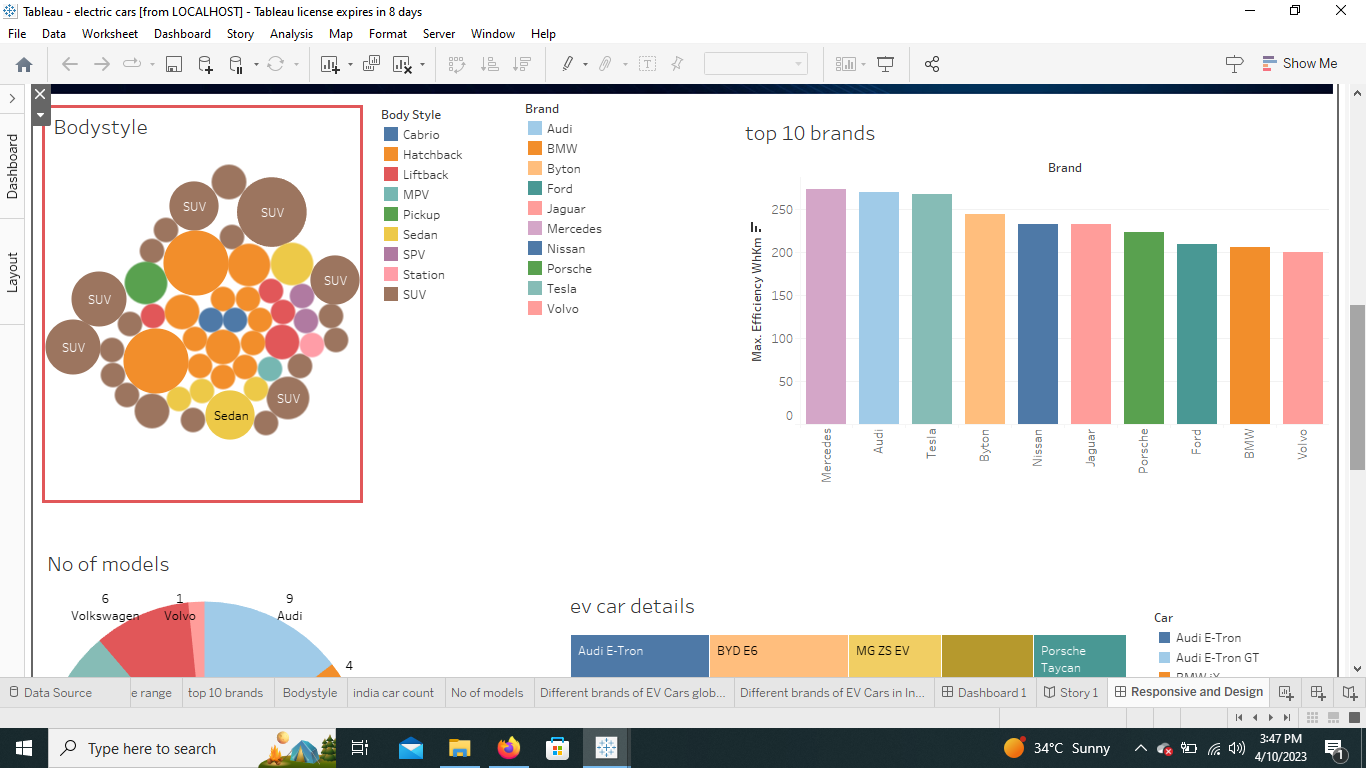 Tableau - electric cars [from LOCALHOST] - Tableau license expires in 8 days
File Data Worksheet Dashboard Story Analysis Map Format Server Window Help
Show Me
Dashboard
Layout
Bodystyle
SUV
SUV
SUV
SUV
SUV
SUV
Sedan
Body Style
Cabrio
Hatchback
Liftback
MPV
Pickup
Sedan
SPV
Station
SUV
Brand
Audi
BMW
Byton
Ford
Jaguar
Mercedes
Nissan
Porsche
Tesla
Volvo
top 10 brands
Brand
Max. Efficiency WhKm
250
200
150
100
50
0
Mercedes
Audi
Tesla
Byton
Nissan
Jaguar
Porsche
Ford
BMW
Volvo
No of models
6
Volkswagen
1
Volvo
9
Audi
4
ev car details
Audi E-Tron
BYD E6
MG ZS EV
Porsche
Taycan
Car
Audi E-Tron
Audi E-Tron GT
BMW iX
Data Source e range top 10 brands Bodystyle india car count No of models Different brands of EV Cars glob... Different brands of EV Cars in In... Dashboard 1 Story 1 Responsive and Design
Type here to search
34°C Sunny
3:47 PM
4/10/2023
1